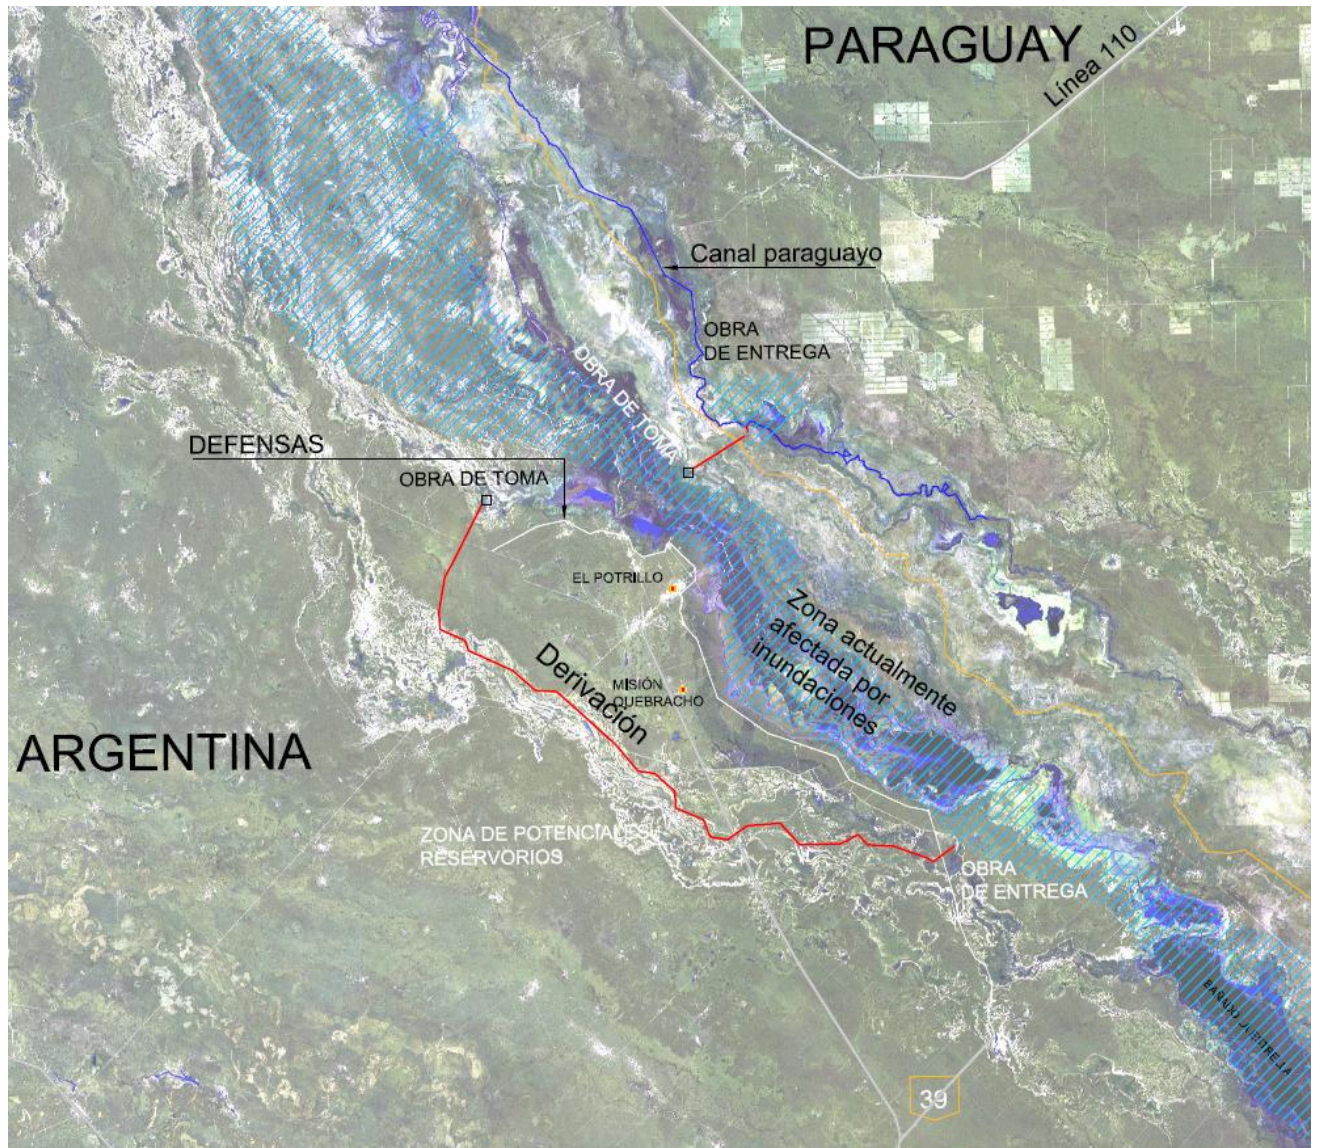 PARAGUAY
Línea 110
Canal paraguayo
OBRA
DE ENTREGA
OBRA DE TOMA
DEFENSAS
OBRA DE TOMA
EL POTRILLO
Zona actualmente
afectada por
inundaciones
Derivación
MISIÓN
QUEBRACHO
ARGENTINA
ZONA DE POTENCIALES
RESERVORIOS
OBRA
DE ENTREGA
39